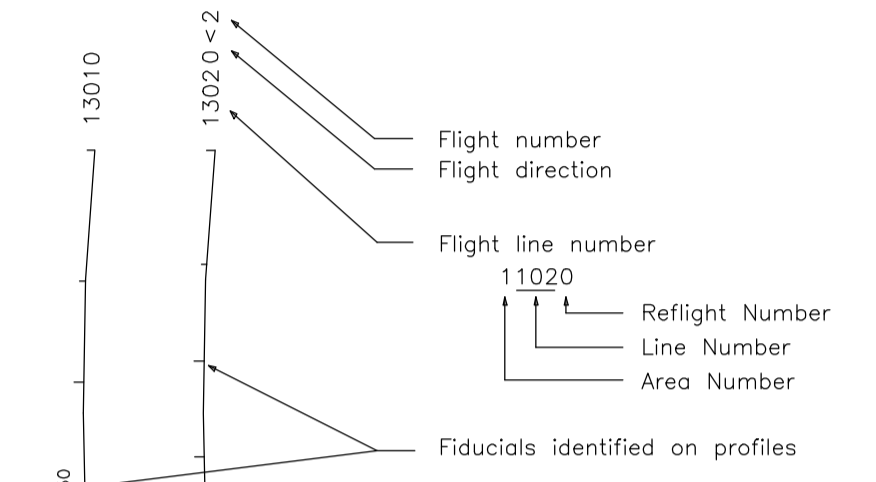 13010
13020<2
Flight number
Flight direction
Flight line number
11020
Reflight Number
Line Number
Area Number
Fiducials identified on profiles